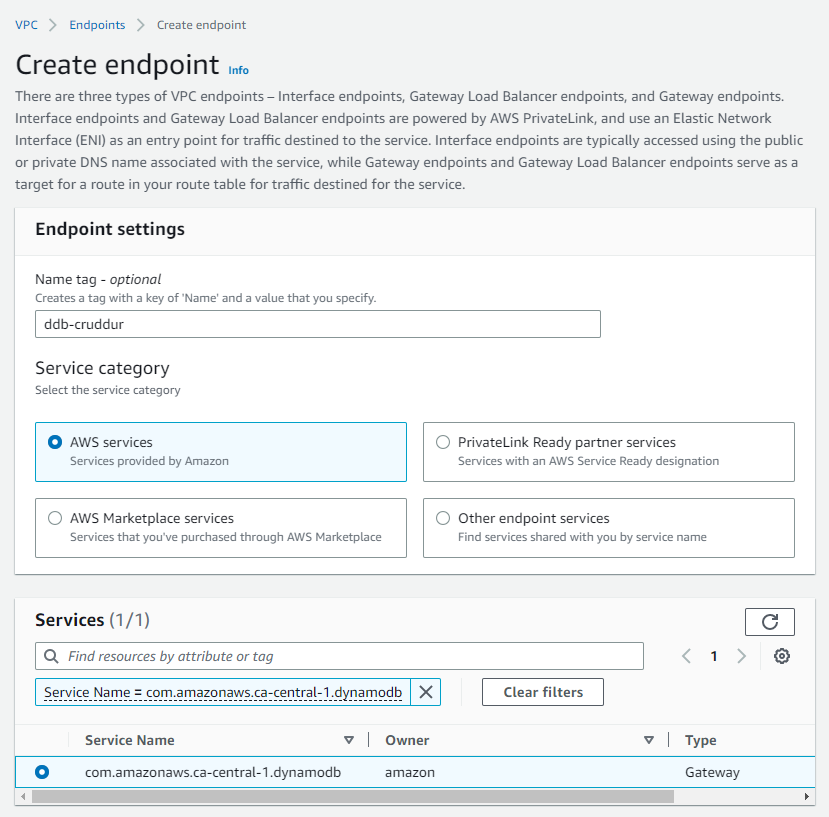 VPC > Endpoints > Create endpoint
Create endpoint Info
There are three types of VPC endpoints – Interface endpoints, Gateway Load Balancer endpoints, and Gateway endpoints.
Interface endpoints and Gateway Load Balancer endpoints are powered by AWS PrivateLink, and use an Elastic Network
Interface (ENI) as an entry point for traffic destined to the service. Interface endpoints are typically accessed using the public
or private DNS name associated with the service, while Gateway endpoints and Gateway Load Balancer endpoints serve as a
target for a route in your route table for traffic destined for the service.
Endpoint settings
Name tag - optional
Creates a tag with a key of 'Name' and a value that you specify.
ddb-cruddur
Service category
Select the service category
AWS services
Services provided by Amazon
PrivateLink Ready partner services
Services with an AWS Service Ready designation
AWS Marketplace services
Services that you've purchased through AWS Marketplace
Other endpoint services
Find services shared with you by service name
Services (1/1)
Find resources by attribute or tag
1
Service Name = com.amazonaws.ca-central-1.dynamodb
Clear filters
Service Name Owner Type
com.amazonaws.ca-central-1.dynamodb amazon Gateway